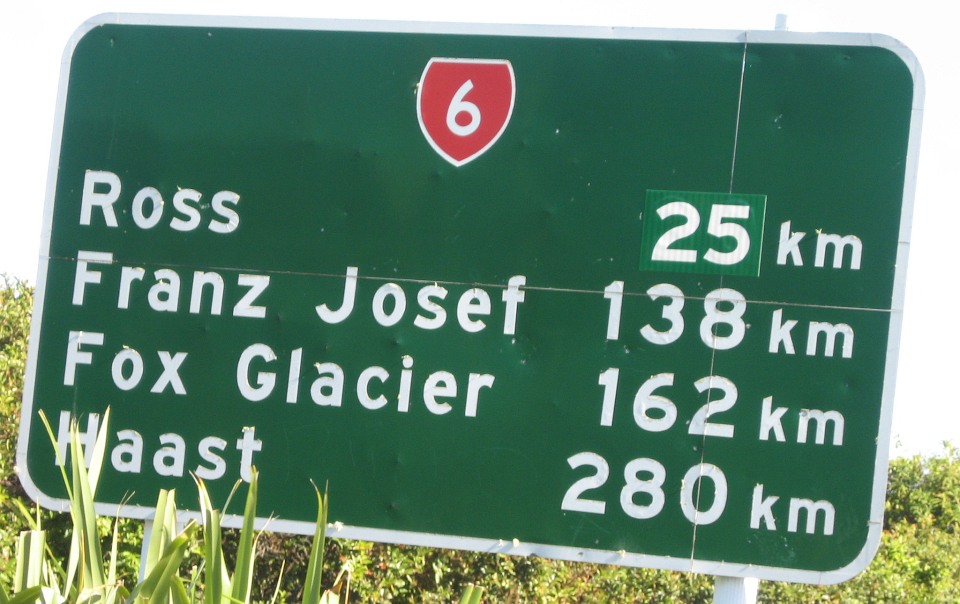 6
Ross 25 km
Franz Josef 138 km
Fox Glacier 162 km
Haast 280 km